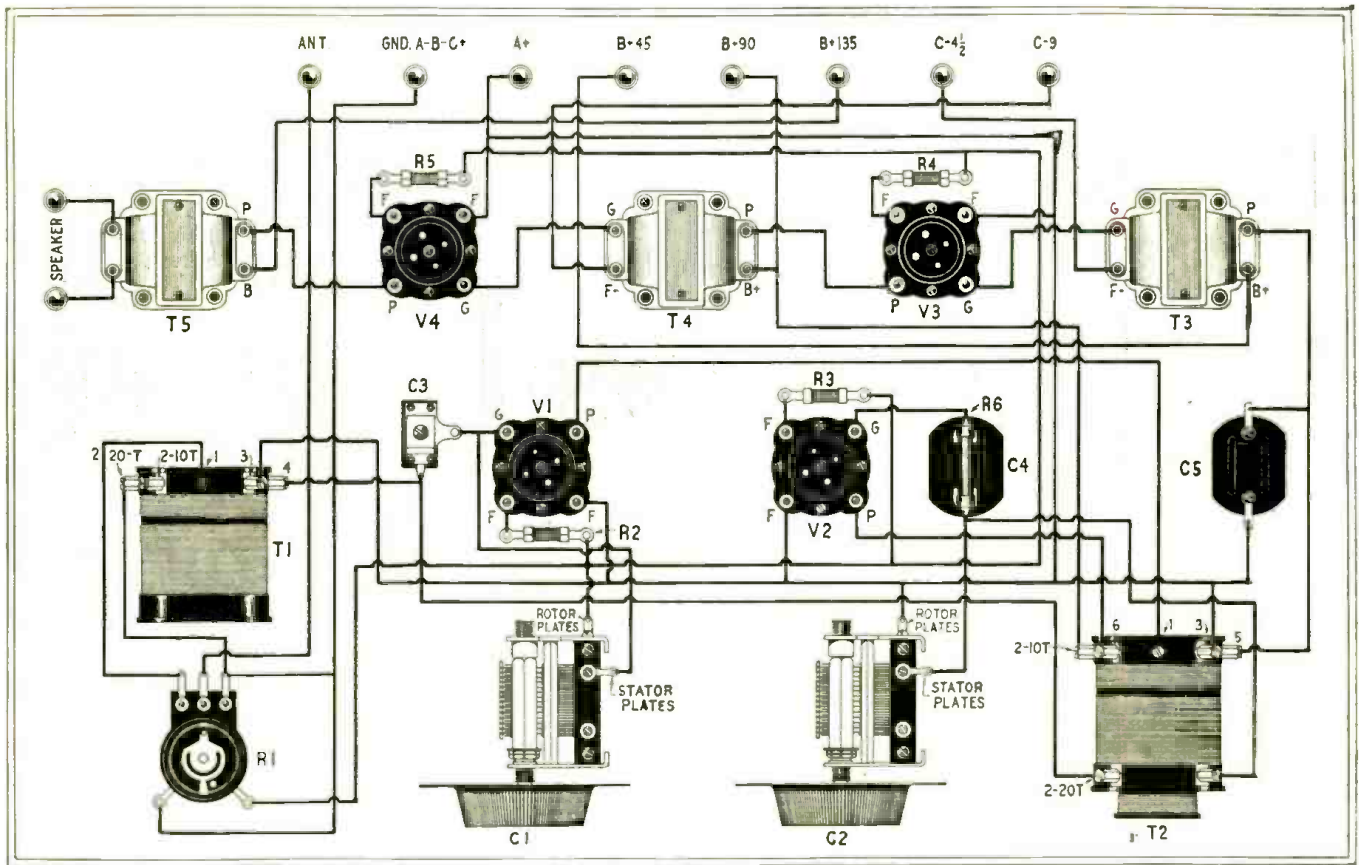 ANT. GND. A-B-C+ A+ B+45 B+90 B+135 C-4½ C-9
R5 R4
F F F F
SPEAKER
P G P G P
B F- B+ F- B+
P G P G
T5 V4 T4 V3 T3
C3 V1 R3 R6
G P F G
C4 C5
2 20-T 2-10T 1 3 4
F F R2 F P
V2
T1
ROTOR PLATES
ROTOR PLATES
6 1 3 5
2-10T
STATOR PLATES
STATOR PLATES
R1
2-20T
C1 C2 T2